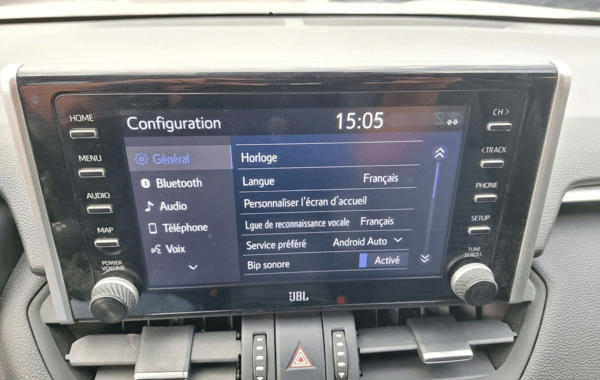 HOME
MENU
AUDIO
MAP
POWER
VOLUME
Configuration 15:05
Général
Bluetooth
Audio
Téléphone
Voix
Horloge
Langue Français
Personnaliser l'écran d'accueil
Lgue de reconnaissance vocale Français
Service préféré Android Auto
Bip sonore Activé
CH >
< TRACK
PHONE
SETUP
TUNE
SCROLL
JBL